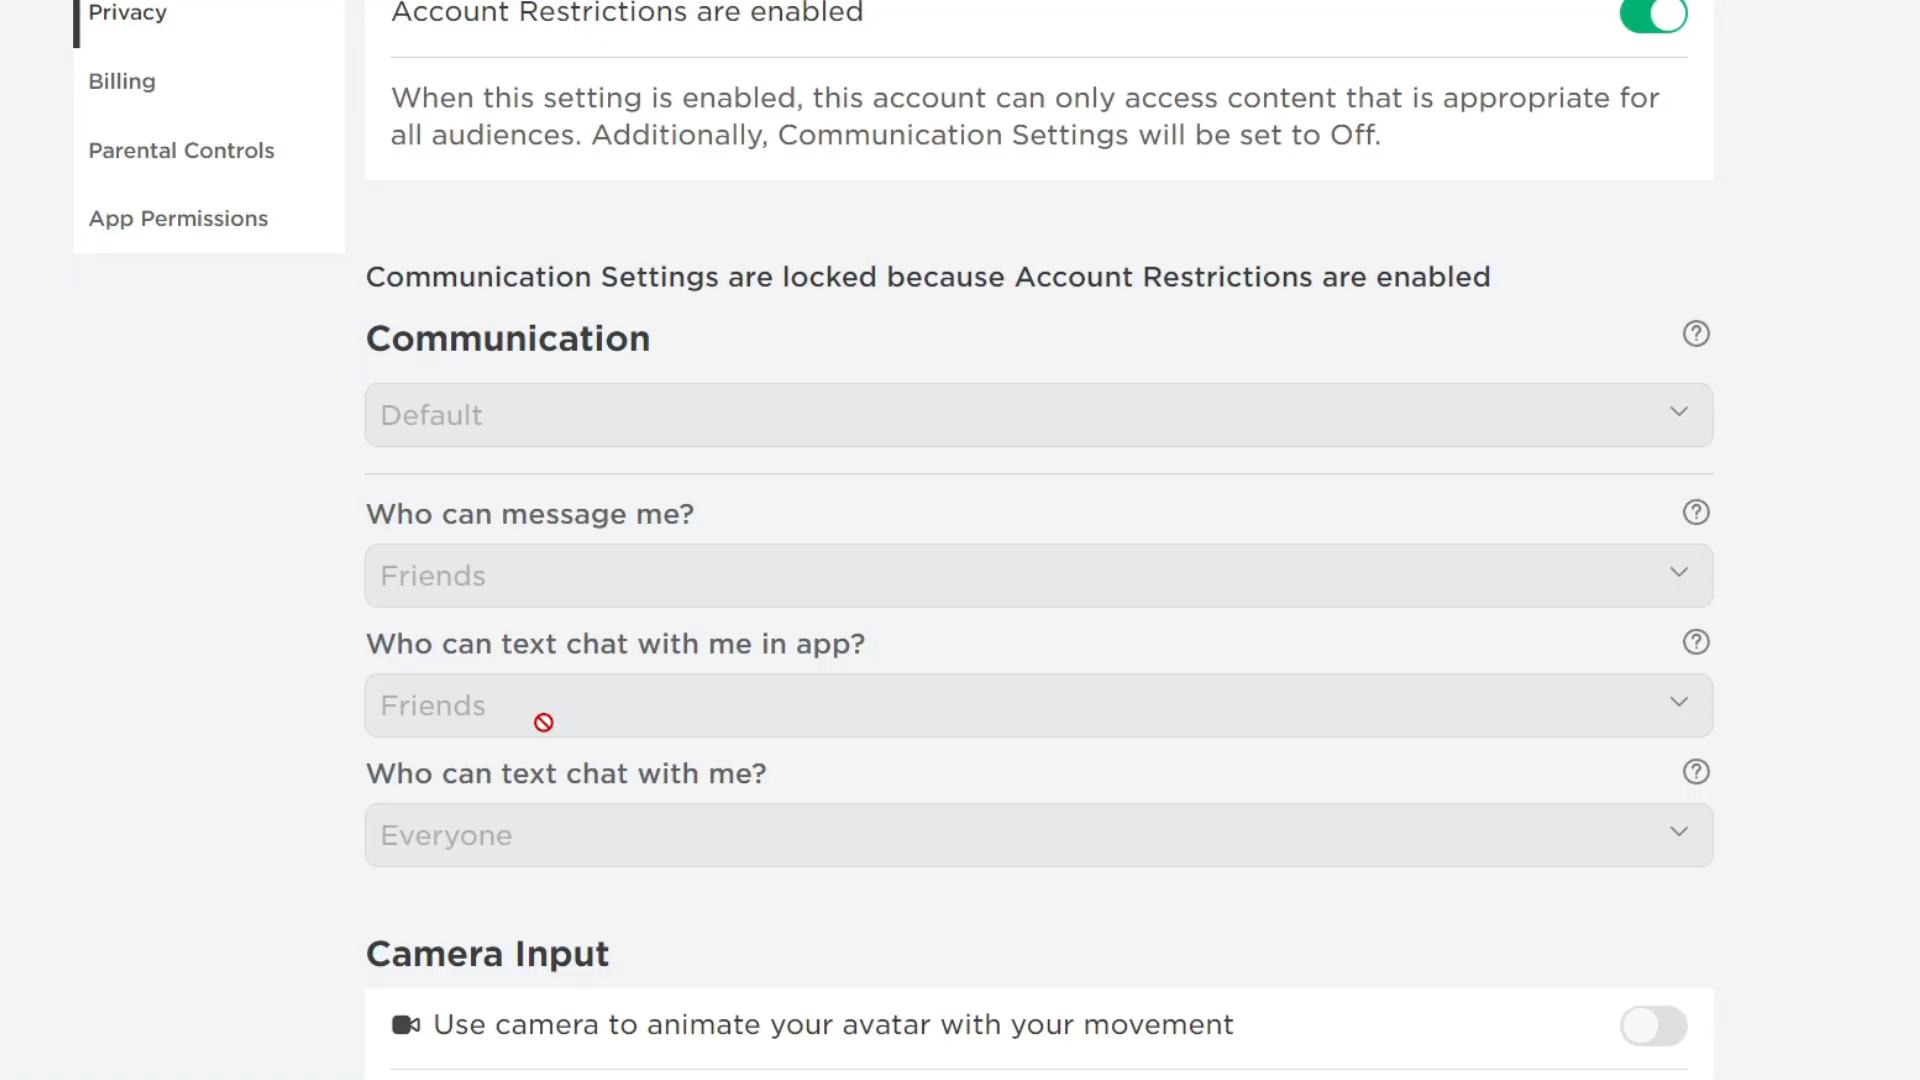 Privacy
Billing
Parental Controls
App Permissions
Account Restrictions are enabled
When this setting is enabled, this account can only access content that is appropriate for
all audiences. Additionally, Communication Settings will be set to Off.
Communication Settings are locked because Account Restrictions are enabled
Communication
Default
Who can message me?
Friends
Who can text chat with me in app?
Friends
Who can text chat with me?
Everyone
Camera Input
Use camera to animate your avatar with your movement